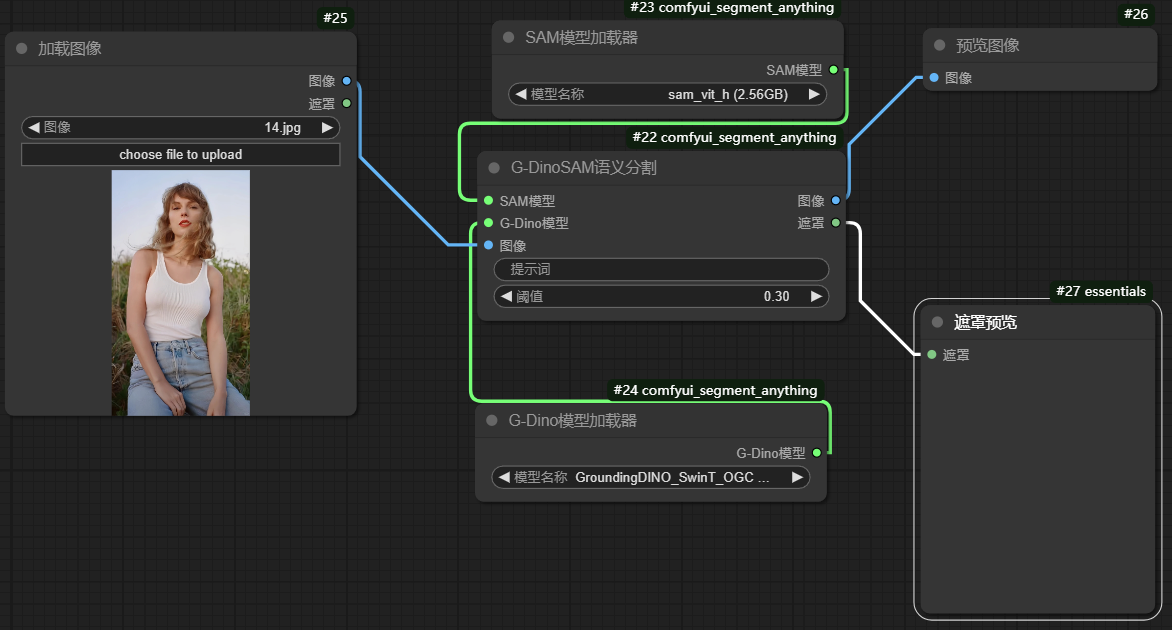 #25
加载图像
图像
遮罩
图像 14.jpg
choose file to upload
#23 comfyui_segment_anything
SAM模型加载器
SAM模型
模型名称 sam_vit_h (2.56GB)
#22 comfyui_segment_anything
G-DinoSAM语义分割
SAM模型 图像
G-Dino模型 遮罩
图像
提示词
阈值 0.30
#24 comfyui_segment_anything
G-Dino模型加载器
G-Dino模型
模型名称 GroundingDINO_SwinT_OGC ...
#26
预览图像
图像
#27 essentials
遮罩预览
遮罩